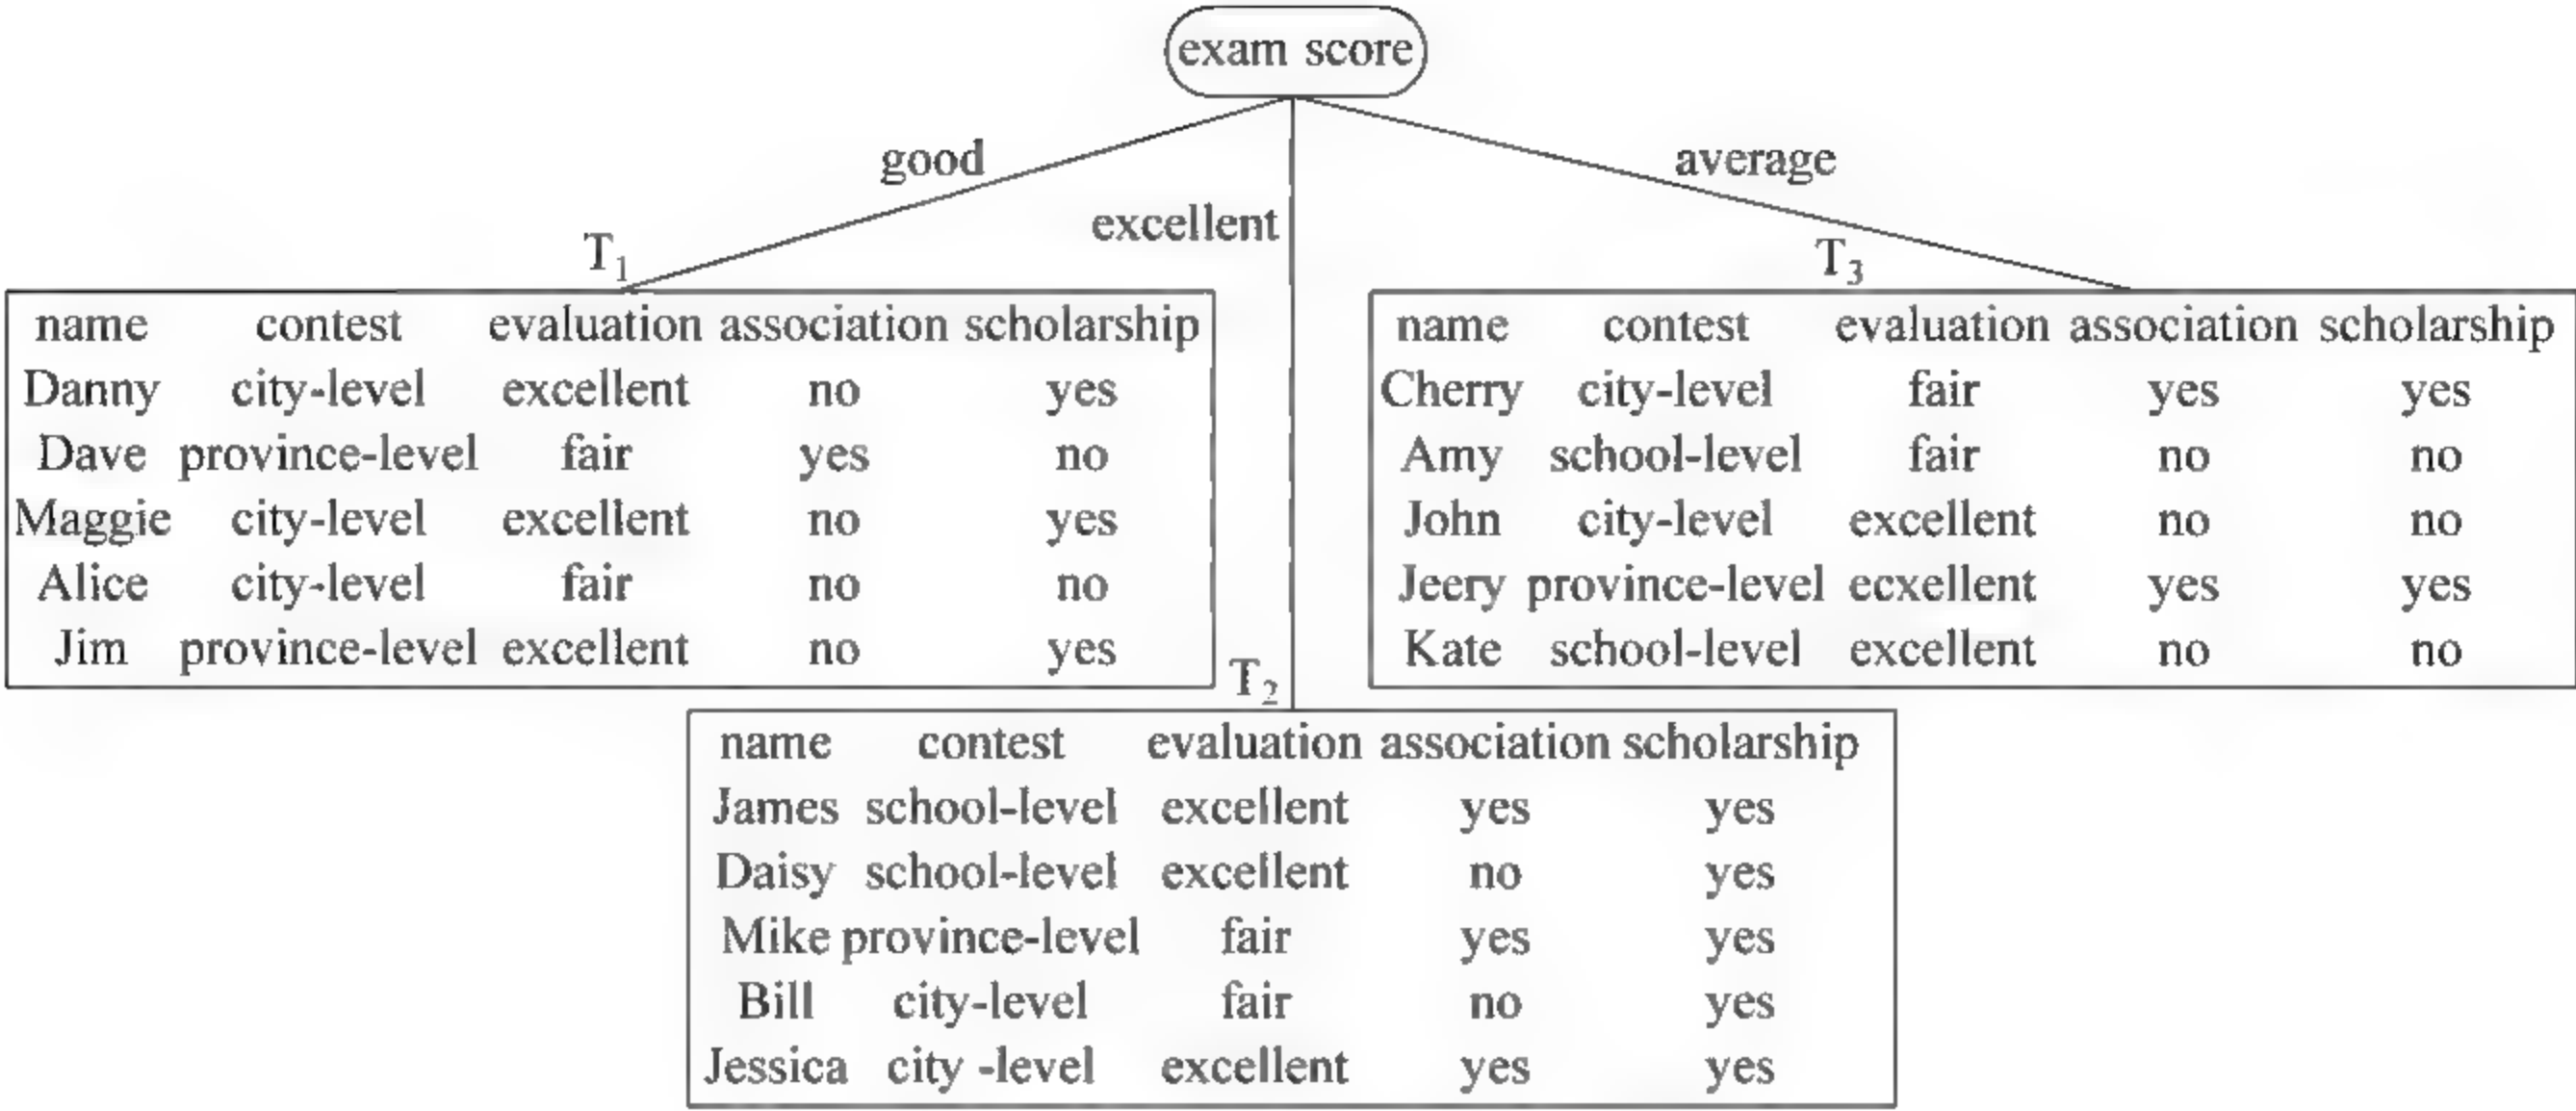 exam score
good
excellent
average
T1
name contest evaluation association scholarship
Danny city-level excellent no yes
Dave province-level fair yes no
Maggie city-level excellent no yes
Alice city-level fair no no
Jim province-level excellent no yes
T3
name contest evaluation association scholarship
Cherry city-level fair yes yes
Amy school-level fair no no
John city-level excellent no no
Jeery province-level ecxellent yes yes
Kate school-level excellent no no
T2
name contest evaluation association scholarship
James school-level excellent yes yes
Daisy school-level excellent no yes
Mike province-level fair yes yes
Bill city-level fair no yes
Jessica city -level excellent yes yes